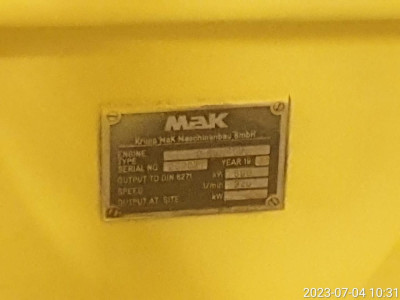 MaK
Krupp MaK Maschinenbau GmbH
ENGINE
TYPE
SERIAL NO. YEAR 19
OUTPUT TO DIN 6271 kW
SPEED 1/min
OUTPUT AT SITE kW
2023-07-04 10:31